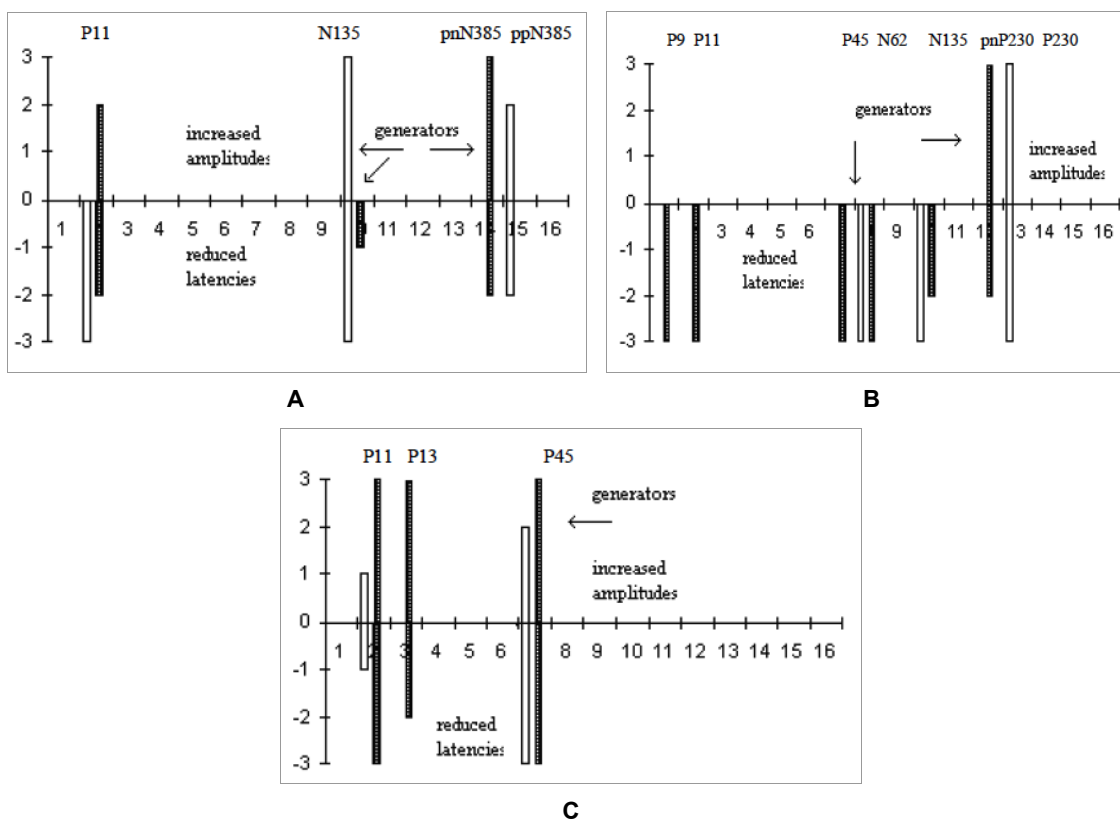 P11 N135 pnN385 ppN385
3
2
1
0
-1
-2
-3
increased
amplitudes
generators
1 3 4 5 6 7 8 9 11 12 13 14 15 16
reduced
latencies
A
P9 P11 P45 N62 N135 pnP230 P230
3
2
1
0
-1
-2
-3
generators
increased
amplitudes
3 4 5 6 9 11 1 3 14 15 16
reduced
latencies
B
P11 P13 P45
3
2
1
0
-1
-2
-3
generators
increased
amplitudes
1 2 3 4 5 6 8 9 10 11 12 13 14 15 16
reduced
latencies
C